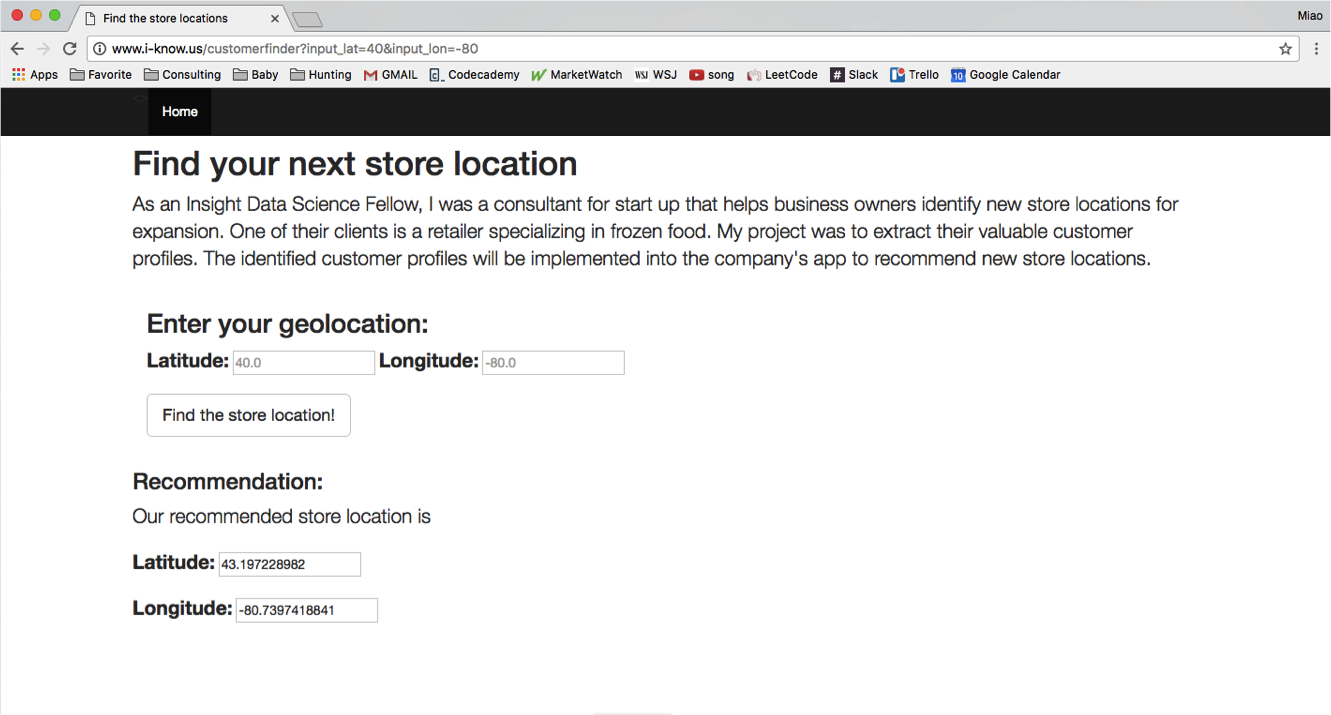 Find the store locations
Miao
www.i-know.us/customerfinder?input_lat=40&input_lon=-80
Apps Favorite Consulting Baby Hunting GMAIL Codecademy MarketWatch WSJ WSJ song LeetCode # Slack Trello 10 Google Calendar
Home
Find your next store location
As an Insight Data Science Fellow, I was a consultant for start up that helps business owners identify new store locations for
expansion. One of their clients is a retailer specializing in frozen food. My project was to extract their valuable customer
profiles. The identified customer profiles will be implemented into the company's app to recommend new store locations.
Enter your geolocation:
Latitude: 40.0 Longitude: -80.0
Find the store location!
Recommendation:
Our recommended store location is
Latitude: 43.197228982
Longitude: -80.7397418841